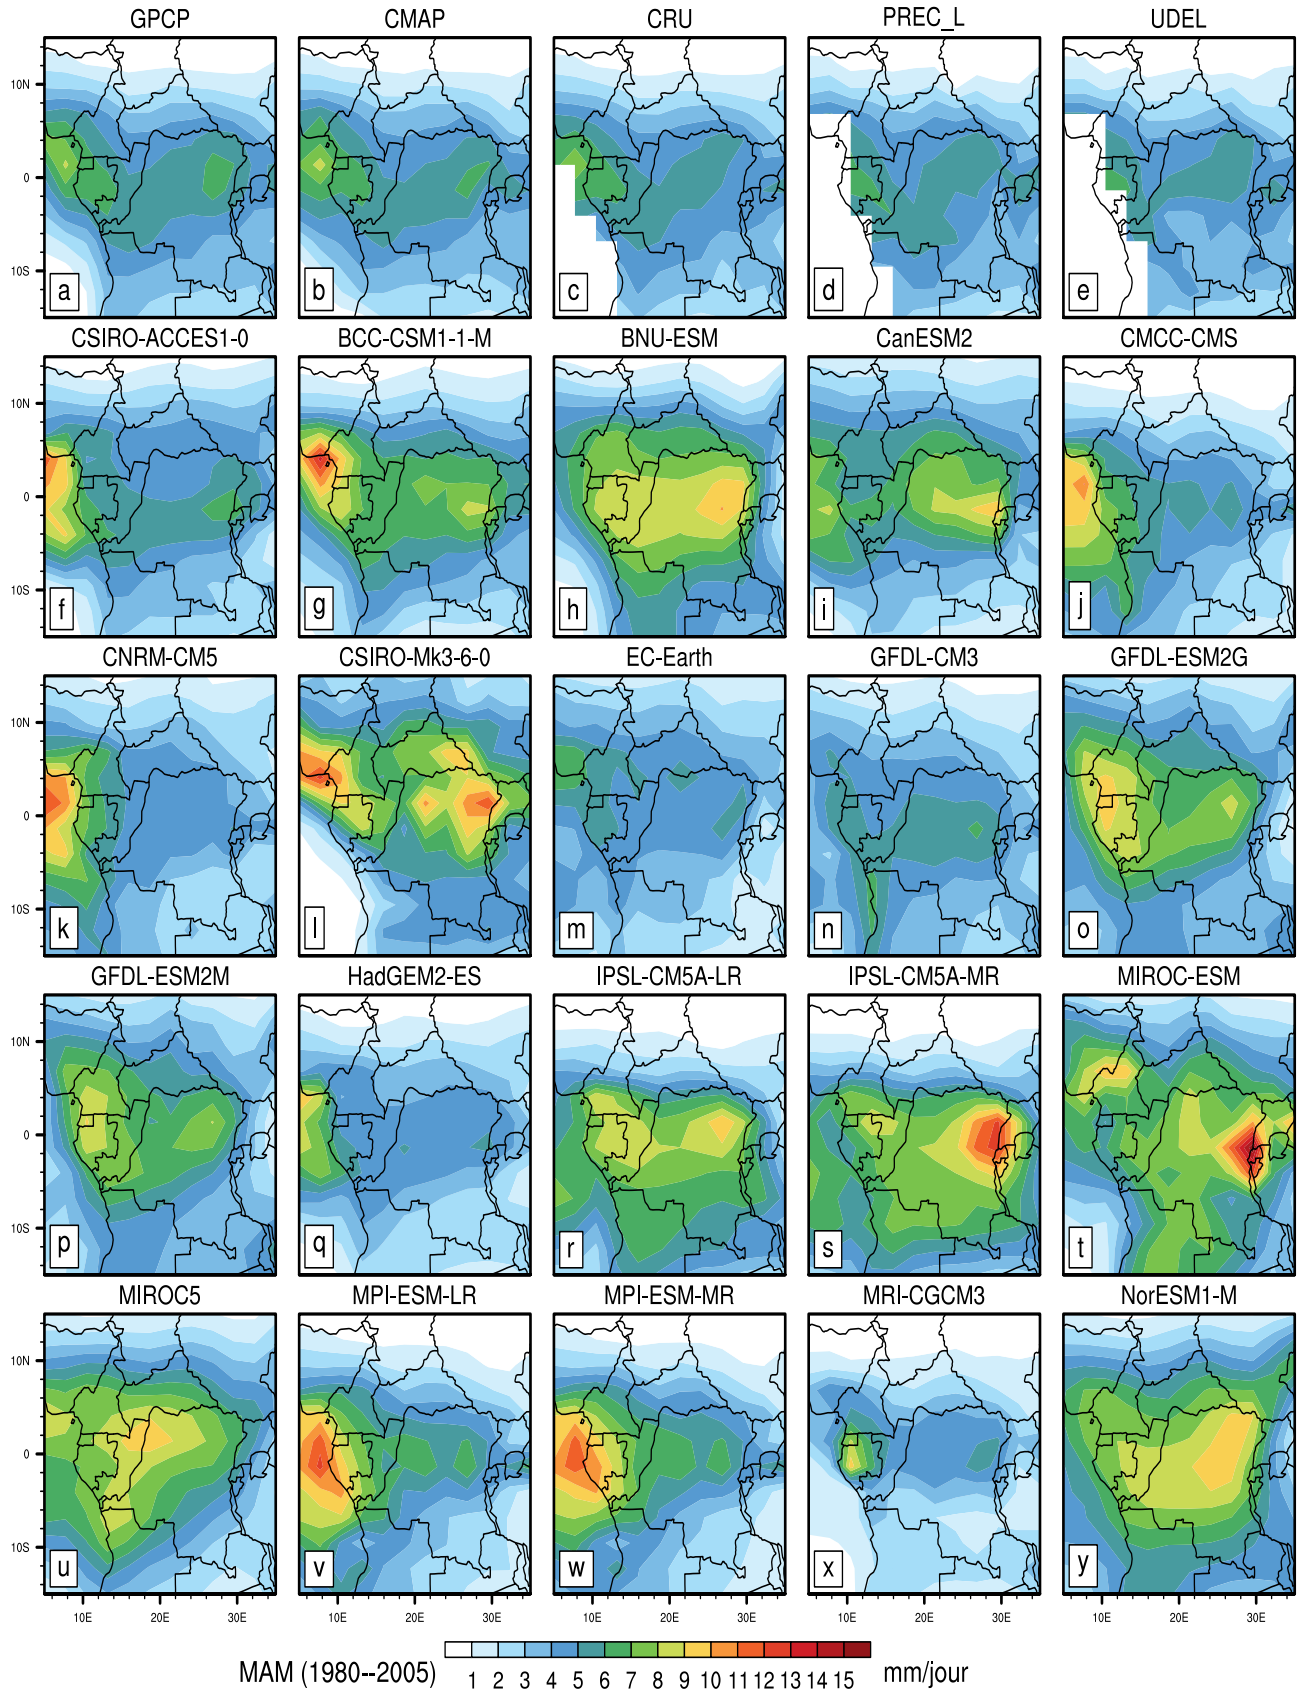 GPCP CMAP CRU PREC_L UDEL
10N
0
10S
a b c d e
CSIRO-ACCES1-0 BCC-CSM1-1-M BNU-ESM CanESM2 CMCC-CMS
10N
0
10S
f g h i j
CNRM-CM5 CSIRO-Mk3-6-0 EC-Earth GFDL-CM3 GFDL-ESM2G
10N
0
10S
k l m n o
GFDL-ESM2M HadGEM2-ES IPSL-CM5A-LR IPSL-CM5A-MR MIROC-ESM
10N
0
10S
p q r s t
MIROC5 MPI-ESM-LR MPI-ESM-MR MRI-CGCM3 NorESM1-M
10N
0
10S
u v w x y
10E 20E 30E 10E 20E 30E 10E 20E 30E 10E 20E 30E 10E 20E 30E
MAM (1980--2005) 1 2 3 4 5 6 7 8 9 10 11 12 13 14 15 mm/jour